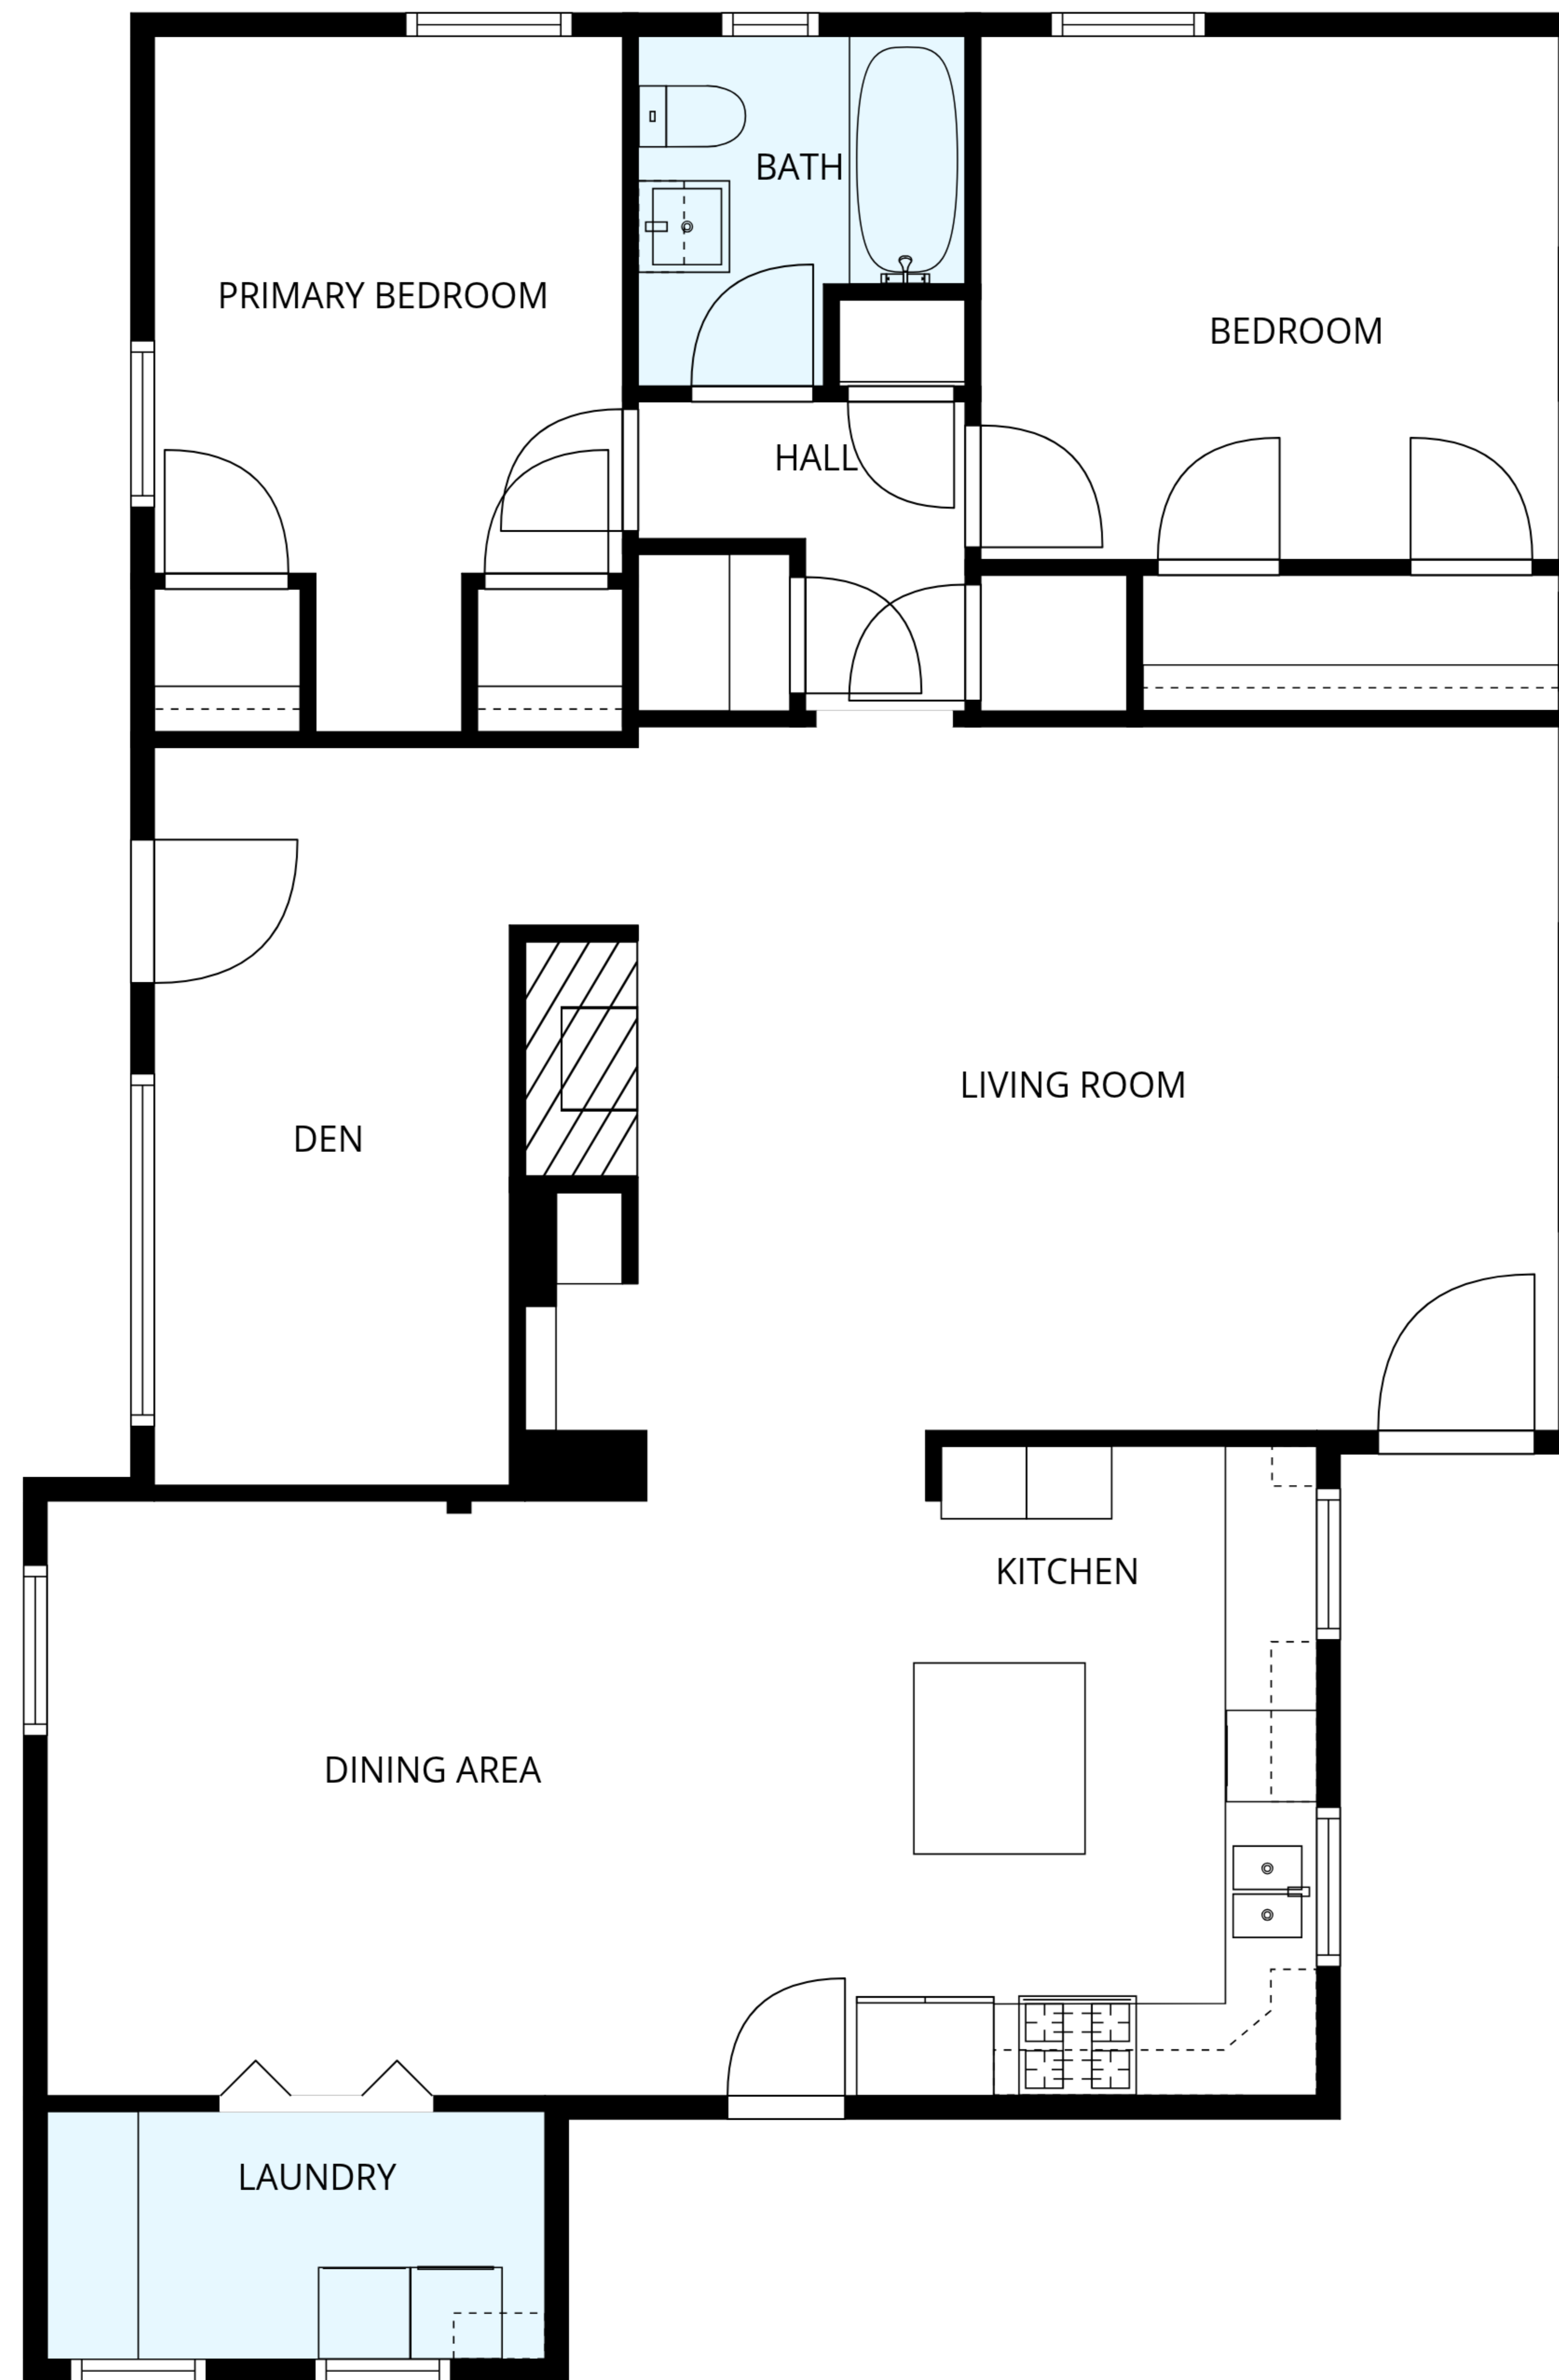 BATH
PRIMARY BEDROOM
BEDROOM
HALL
LIVING ROOM
DEN
KITCHEN
DINING AREA
LAUNDRY